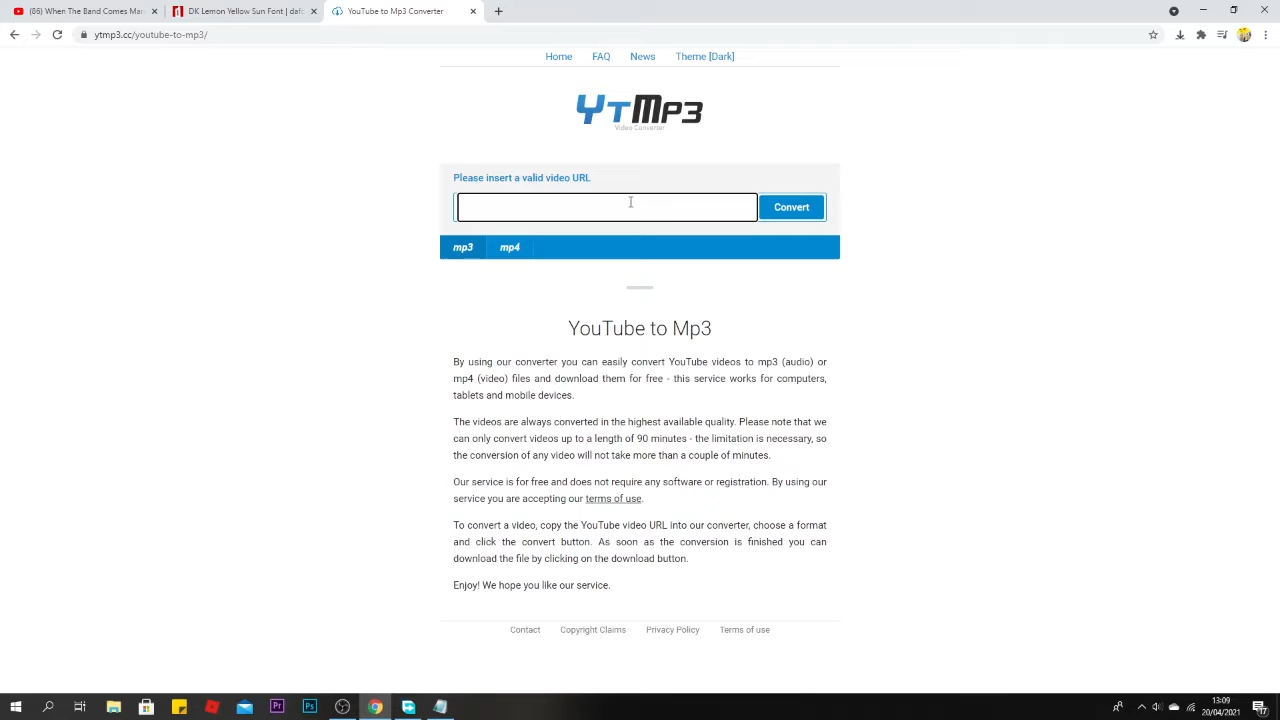 (86) When The Band Comes Mar
DK Lemon Yellow Sun Font | daf
YouTube to Mp3 Converter
ytmp3.cc/youtube-to-mp3/
Home FAQ News Theme [Dark]
YTMP3
Video Converter
Please insert a valid video URL
Convert
mp3 mp4
YouTube to Mp3
By using our converter you can easily convert YouTube videos to mp3 (audio) or
mp4 (video) files and download them for free - this service works for computers,
tablets and mobile devices.
The videos are always converted in the highest available quality. Please note that we
can only convert videos up to a length of 90 minutes - the limitation is necessary, so
the conversion of any video will not take more than a couple of minutes.
Our service is for free and does not require any software or registration. By using our
service you are accepting our terms of use.
To convert a video, copy the YouTube video URL into our converter, choose a format
and click the convert button. As soon as the conversion is finished you can
download the file by clicking on the download button.
Enjoy! We hope you like our service.
Contact Copyright Claims Privacy Policy Terms of use
Pr Ps
13:09
20/04/2021